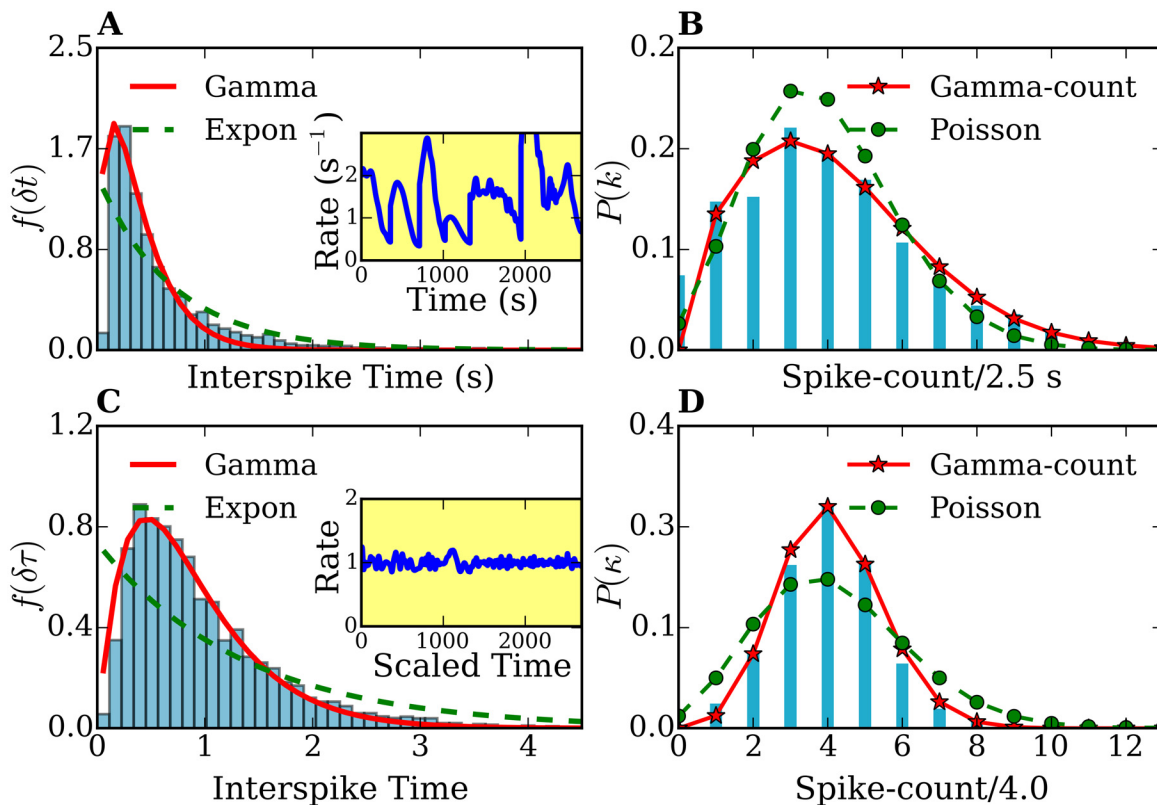 A
2.5
1.7
0.8
0.0
f(δt)
Gamma
Expon
Rate (s⁻¹)
2
1
0
0 1000 2000
Time (s)
Interspike Time (s)
B
0.2
0.2
0.1
0.0
P(k)
Gamma-count
Poisson
Spike-count/2.5 s
C
1.2
0.8
0.4
0.0
f(δτ)
Gamma
Expon
Rate
2
1
0
0 1000 2000
Scaled Time
0 1 2 3 4
Interspike Time
D
0.4
0.3
0.1
0.0
P(κ)
Gamma-count
Poisson
0 2 4 6 8 10 12
Spike-count/4.0